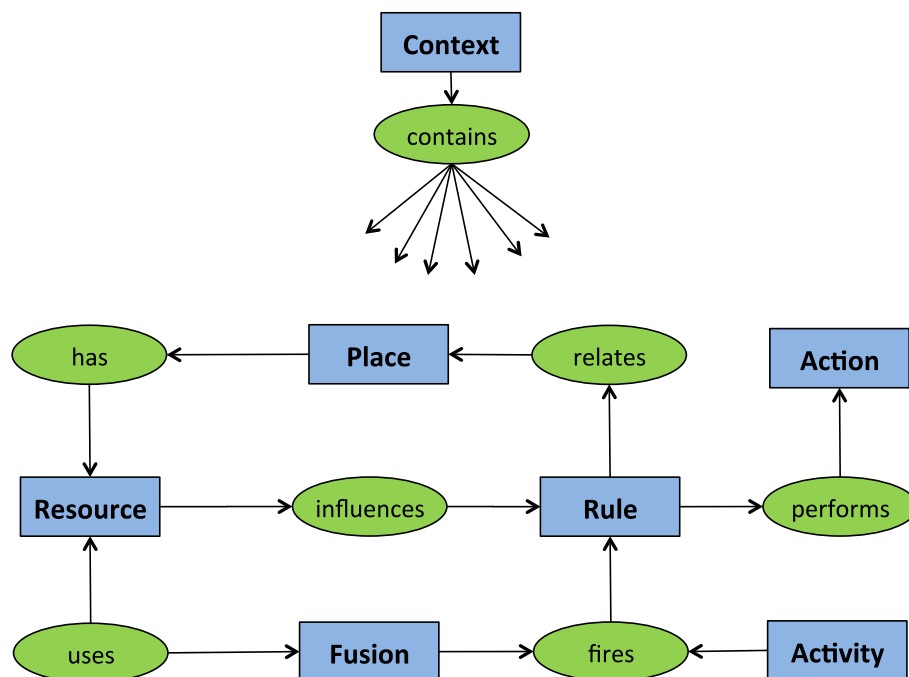 Context
contains
has
Place
relates
Action
Resource
influences
Rule
performs
uses
Fusion
fires
Activity